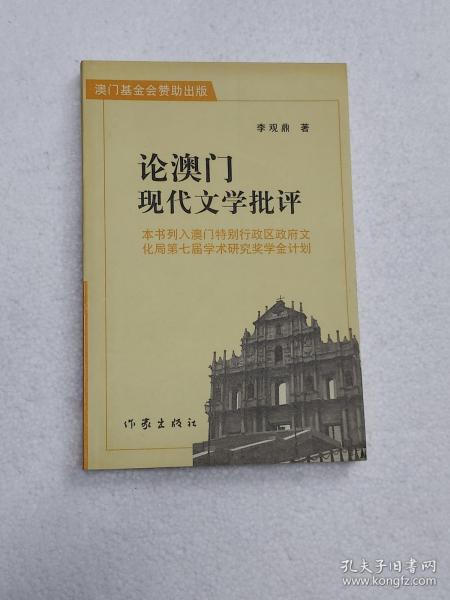 澳门基金会赞助出版
李观鼎 著
论澳门
现代文学批评
本书列入澳门特别行政区政府文
化局第七届学术研究奖学金计划
作家出版社
孔夫子旧书网
www.kongfz.com